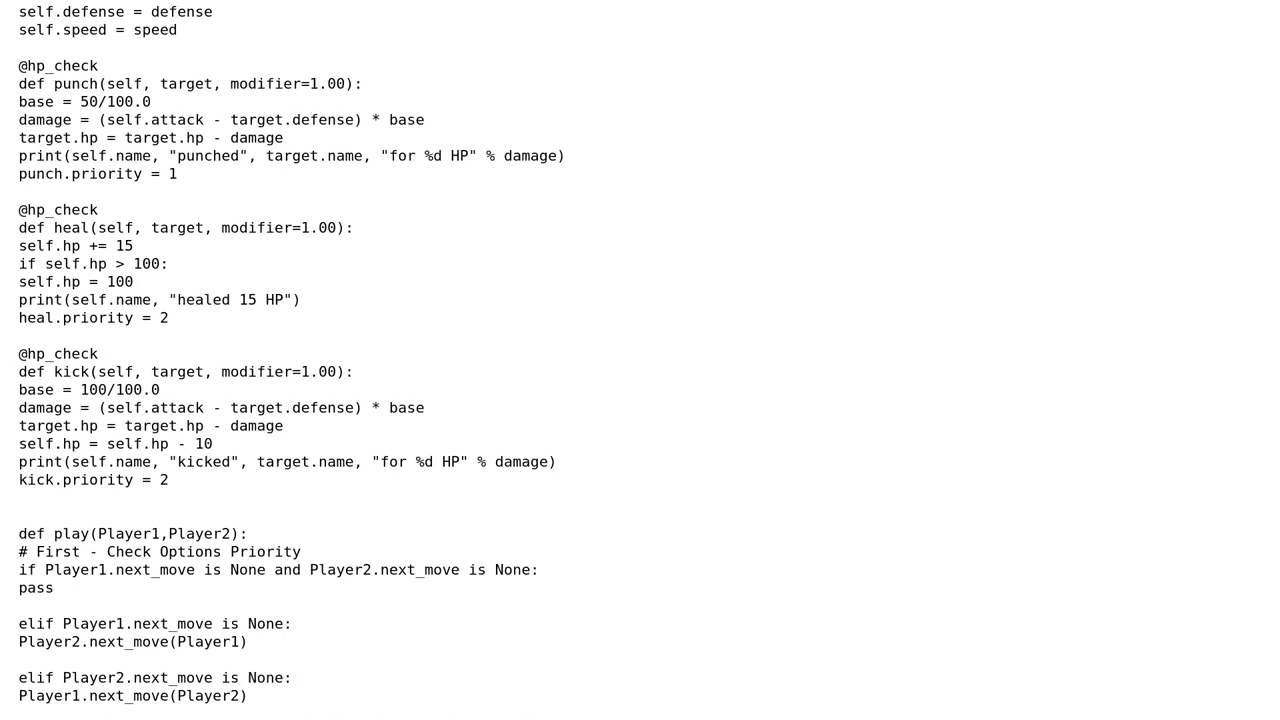 self.defense = defense
self.speed = speed

@hp_check
def punch(self, target, modifier=1.00):
base = 50/100.0
damage = (self.attack - target.defense) * base
target.hp = target.hp - damage
print(self.name, "punched", target.name, "for %d HP" % damage)
punch.priority = 1

@hp_check
def heal(self, target, modifier=1.00):
self.hp += 15
if self.hp > 100:
self.hp = 100
print(self.name, "healed 15 HP")
heal.priority = 2

@hp_check
def kick(self, target, modifier=1.00):
base = 100/100.0
damage = (self.attack - target.defense) * base
target.hp = target.hp - damage
self.hp = self.hp - 10
print(self.name, "kicked", target.name, "for %d HP" % damage)
kick.priority = 2


def play(Player1,Player2):
# First - Check Options Priority
if Player1.next_move is None and Player2.next_move is None:
pass

elif Player1.next_move is None:
Player2.next_move(Player1)

elif Player2.next_move is None:
Player1.next_move(Player2)